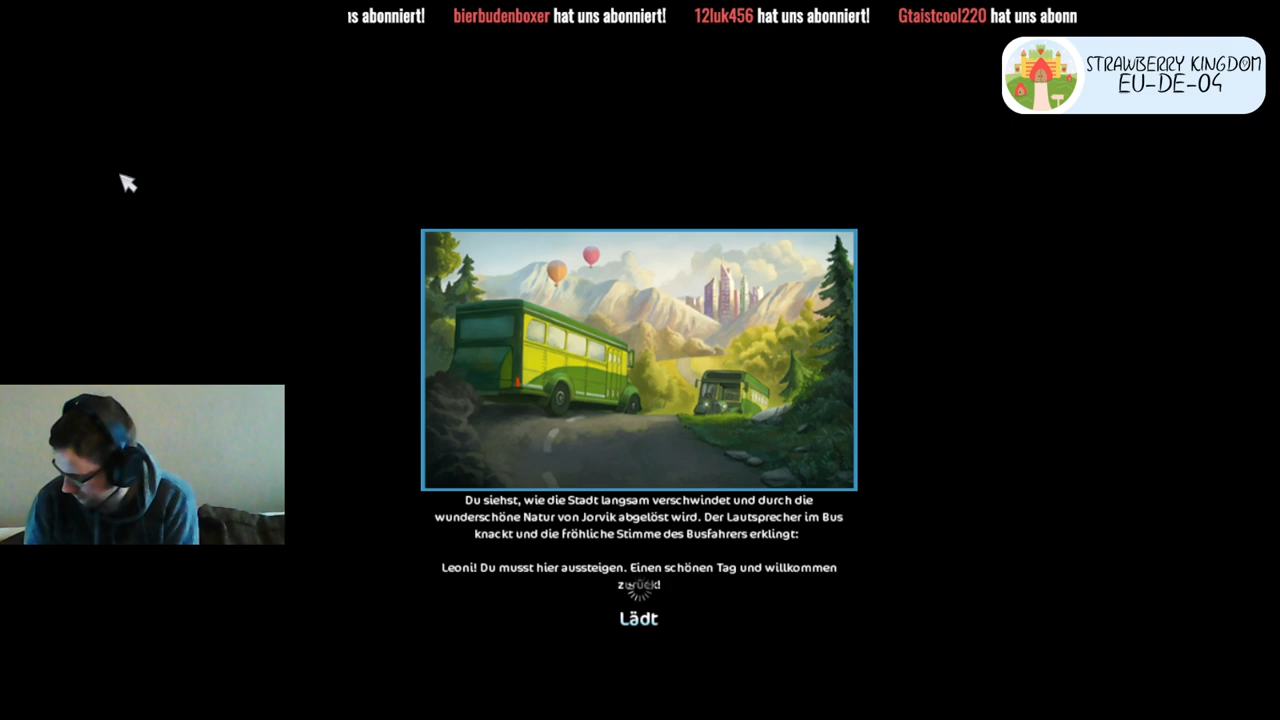 s abonniert! bierbudenboxer hat uns abonniert! 12luk456 hat uns abonniert! Gtaistcool220 hat uns abonn
STRAWBERRY KINGDOM
EU-DE-04
Du siehst, wie die Stadt langsam verschwindet und durch die
wunderschöne Natur von Jorvik abgelöst wird. Der Lautsprecher im Bus
knackt und die fröhliche Stimme des Busfahrers erklingt:
Leoni! Du musst hier aussteigen. Einen schönen Tag und willkommen
zurück!
Lädt